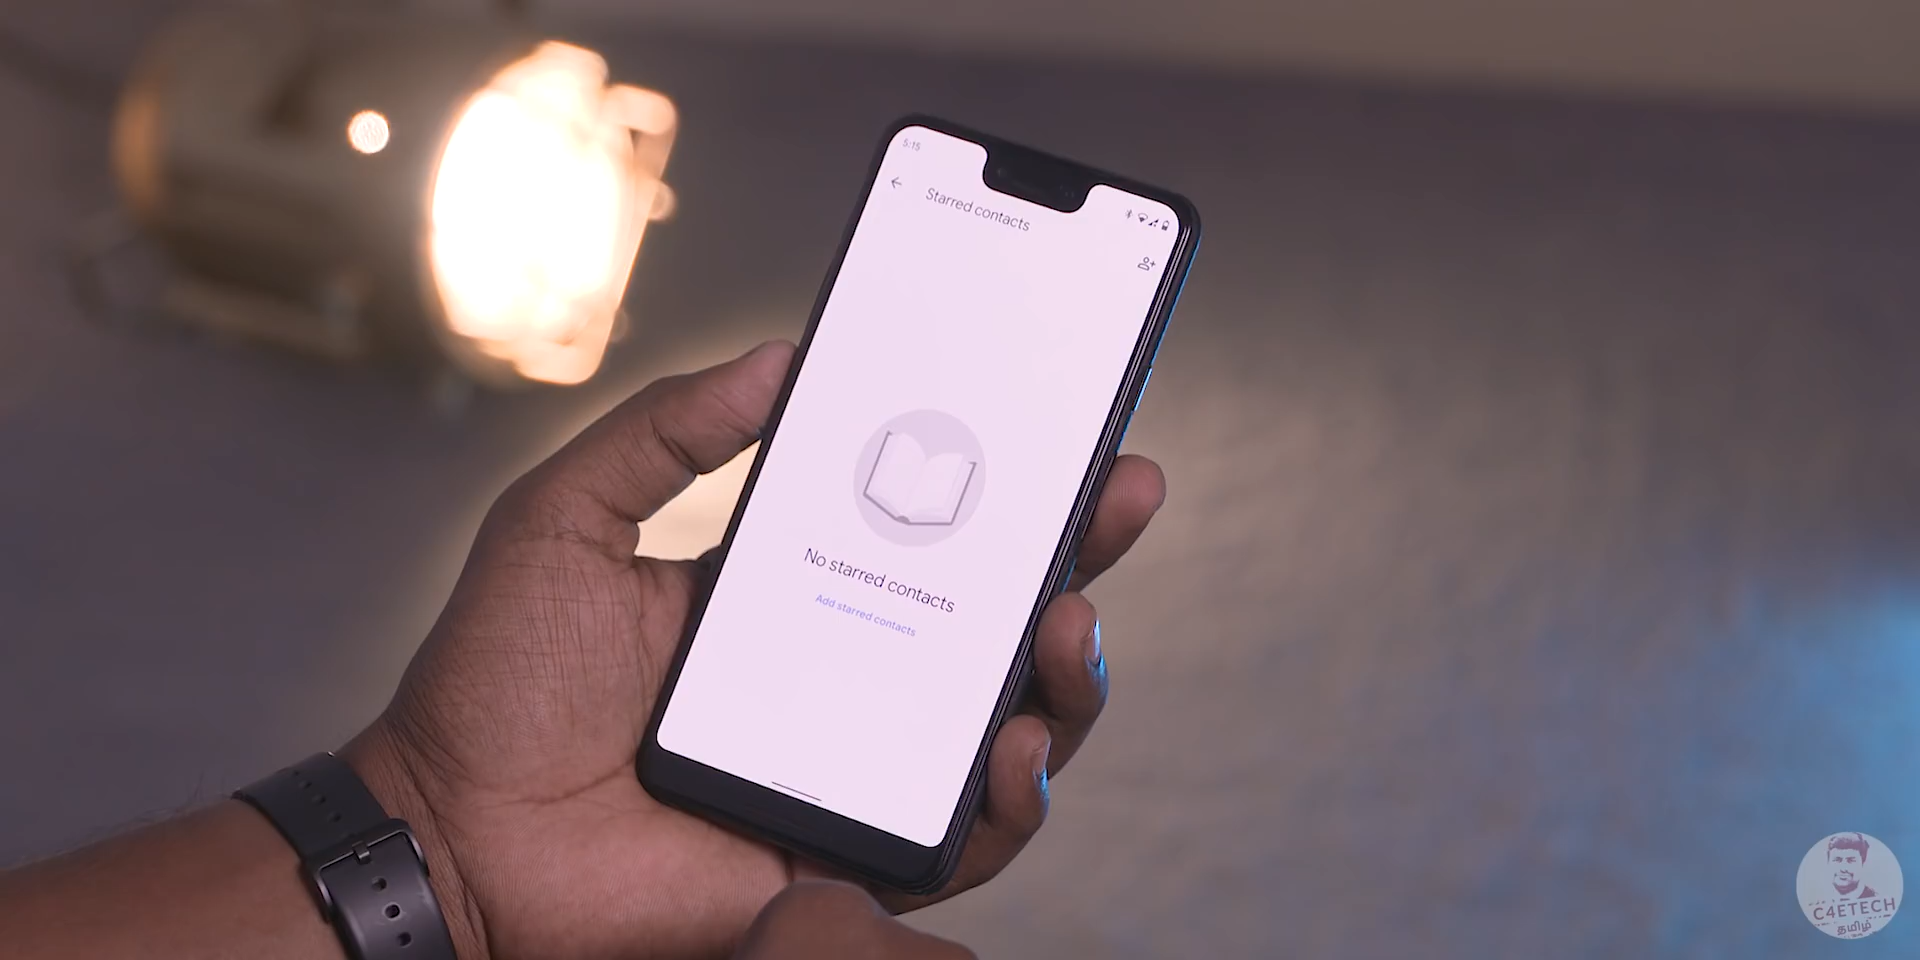 5:15
Starred contacts
No starred contacts
Add starred contacts
C4ETECH
தமிழ்